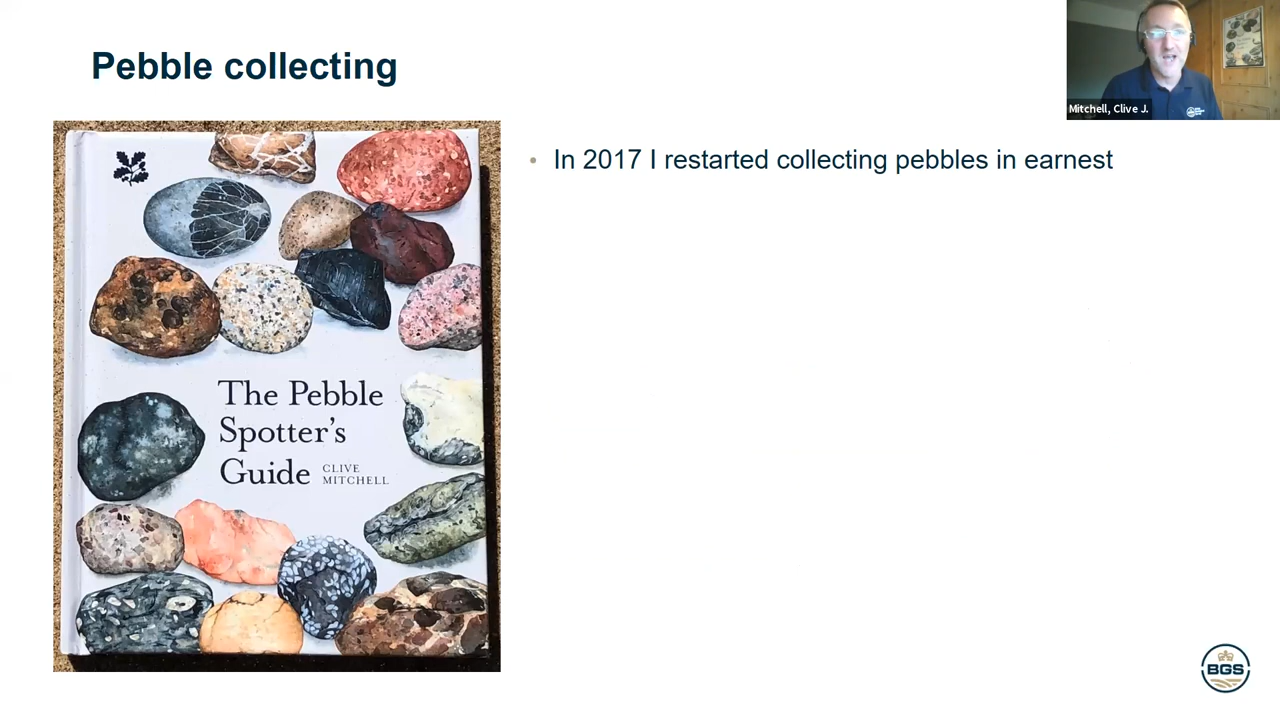 Pebble collecting
Mitchell, Clive J.
In 2017 I restarted collecting pebbles in earnest
The Pebble
Spotter's
Guide
CLIVE
MITCHELL
BGS